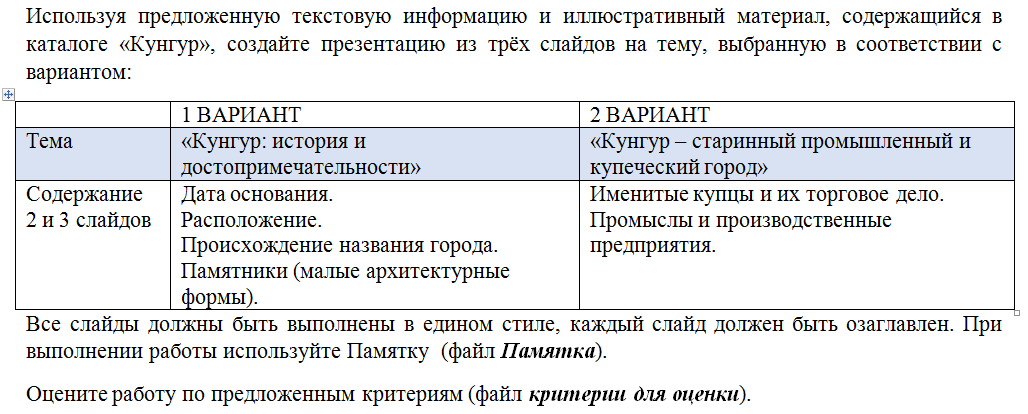 Используя предложенную текстовую информацию и иллюстративный материал, содержащийся в
каталоге «Кунгур», создайте презентацию из трёх слайдов на тему, выбранную в соответствии с
вариантом:
1 ВАРИАНТ
2 ВАРИАНТ
Тема
«Кунгур: история и
достопримечательности»
«Кунгур – старинный промышленный и
купеческий город»
Содержание
2 и 3 слайдов
Дата основания.
Расположение.
Происхождение названия города.
Памятники (малые архитектурные
формы).
Именитые купцы и их торговое дело.
Промыслы и производственные
предприятия.
Все слайды должны быть выполнены в едином стиле, каждый слайд должен быть озаглавлен. При
выполнении работы используйте Памятку (файл Памятка).
Оцените работу по предложенным критериям (файл критерии для оценки).